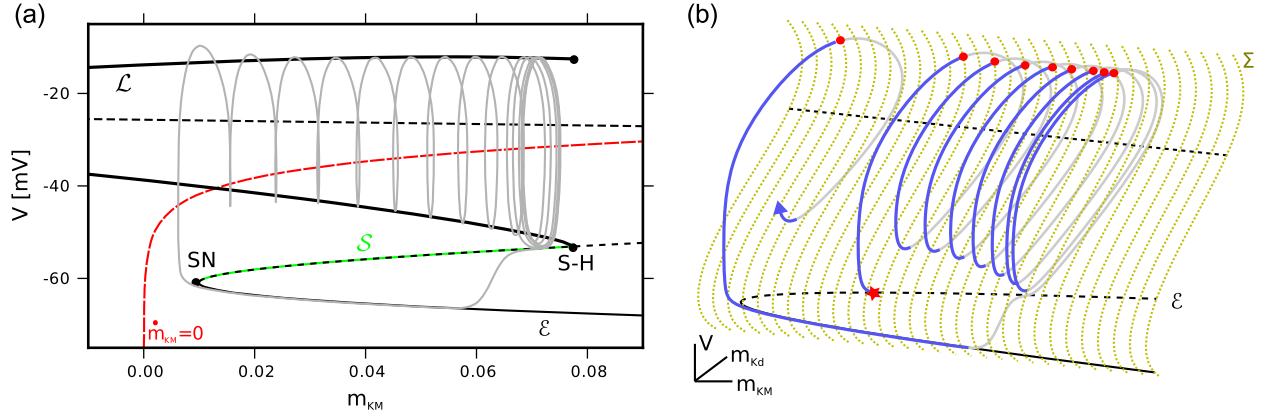 (a)
(b)
V [mV]
-20
-40
-60
ℒ
𝒮
SN
S-H
ℰ
ṁKM=0
0.00
0.02
0.04
0.06
0.08
mKM
Σ
ℰ
V
mKd
mKM